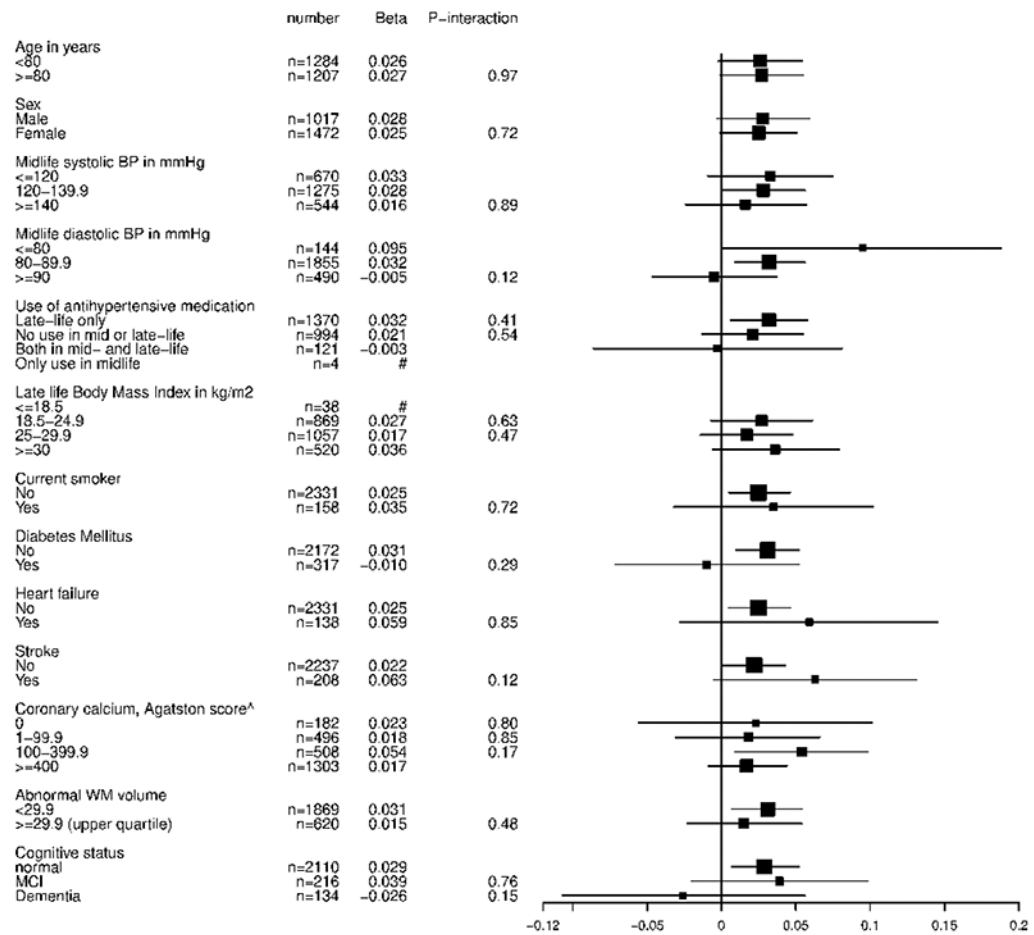 number Beta P−interaction
Age in years
<80 n=1284 0.026
>=80 n=1207 0.027 0.97
Sex
Male n=1017 0.028
Female n=1472 0.025 0.72
Midlife systolic BP in mmHg
<=120 n=670 0.033
120−139.9 n=1275 0.028
>=140 n=544 0.016 0.89
Midlife diastolic BP in mmHg
<=80 n=144 0.095
80−89.9 n=1855 0.032
>=90 n=490 −0.005 0.12
Use of antihypertensive medication
Late−life only n=1370 0.032 0.41
No use in mid or late−life n=994 0.021 0.54
Both in mid− and late−life n=121 −0.003
Only use in midlife n=4 #
Late life Body Mass Index in kg/m2
<=18.5 n=38 #
18.5−24.9 n=869 0.027 0.63
25−29.9 n=1057 0.017 0.47
>=30 n=520 0.036
Current smoker
No n=2331 0.025
Yes n=158 0.035 0.72
Diabetes Mellitus
No n=2172 0.031
Yes n=317 −0.010 0.29
Heart failure
No n=2331 0.025
Yes n=138 0.059 0.85
Stroke
No n=2237 0.022
Yes n=208 0.063 0.12
Coronary calcium, Agatston score^
0 n=182 0.023 0.80
1−99.9 n=496 0.018 0.85
100−399.9 n=508 0.054 0.17
>=400 n=1303 0.017
Abnormal WM volume
<29.9 n=1869 0.031
>=29.9 (upper quartile) n=620 0.015 0.48
Cognitive status
normal n=2110 0.029
MCI n=216 0.039 0.76
Dementia n=134 −0.026 0.15
−0.12 −0.05 0 0.05 0.1 0.15 0.2